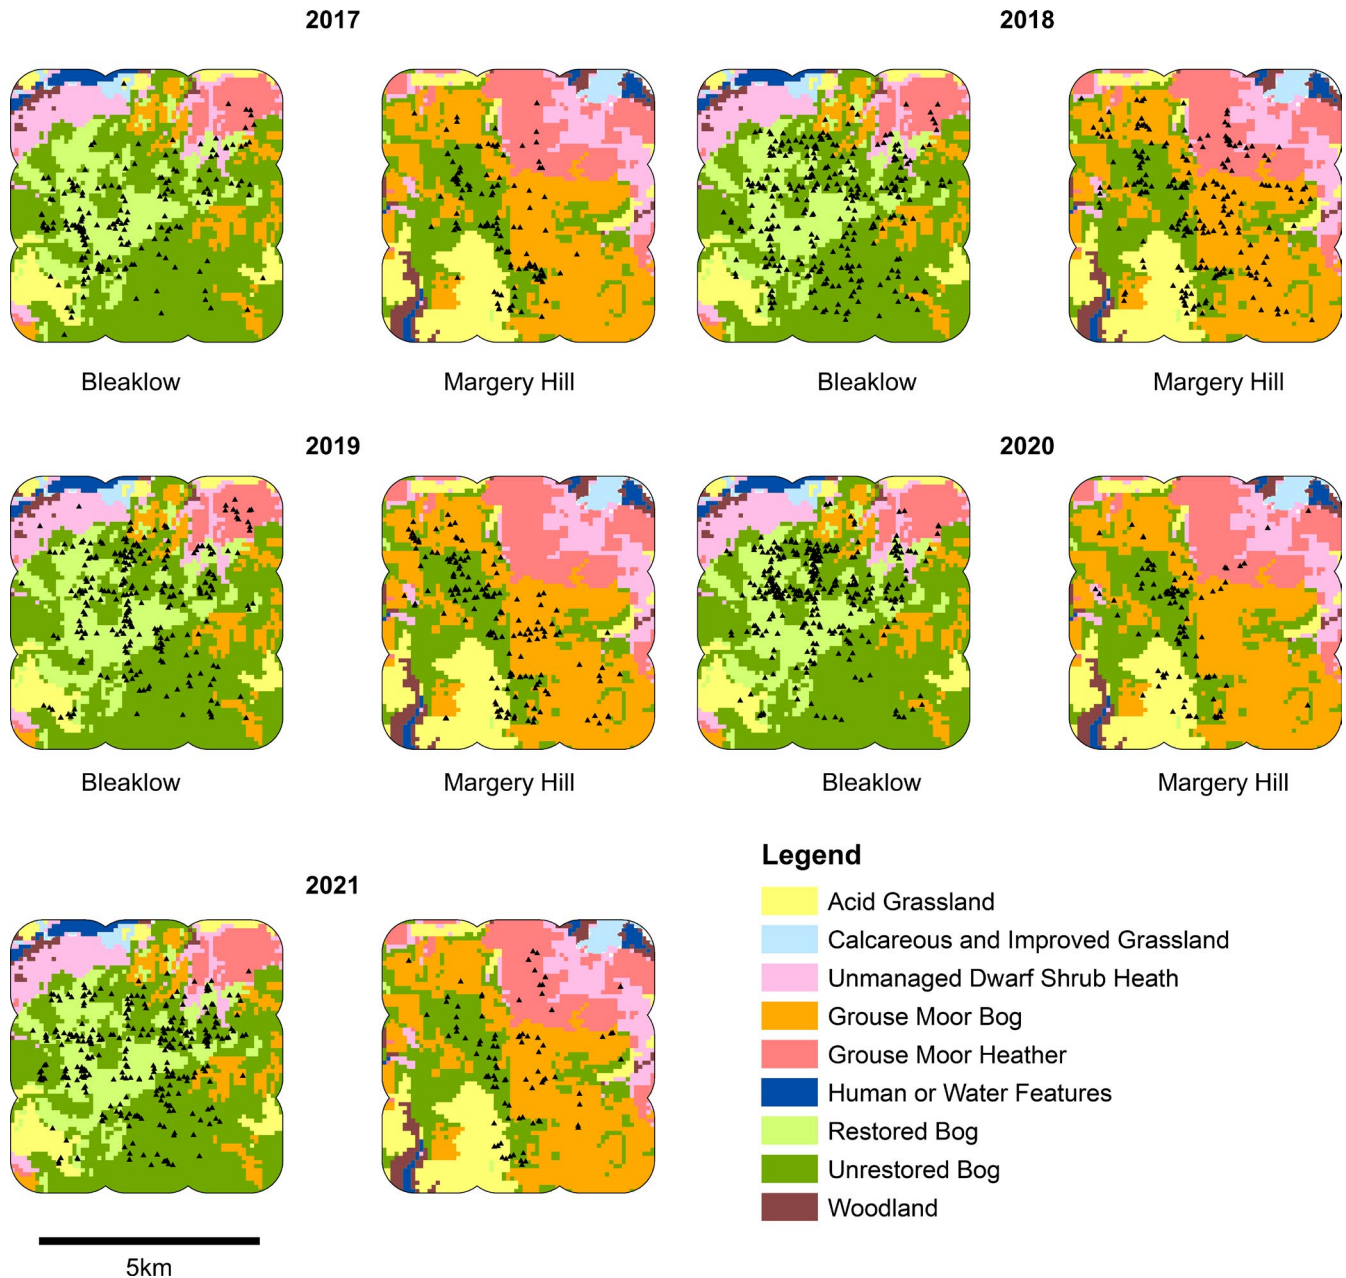 2017 2018
Bleaklow Margery Hill Bleaklow Margery Hill
2019 2020
Bleaklow Margery Hill Bleaklow Margery Hill
2021
Legend
Acid Grassland
Calcareous and Improved Grassland
Unmanaged Dwarf Shrub Heath
Grouse Moor Bog
Grouse Moor Heather
Human or Water Features
Restored Bog
Unrestored Bog
Woodland
5km